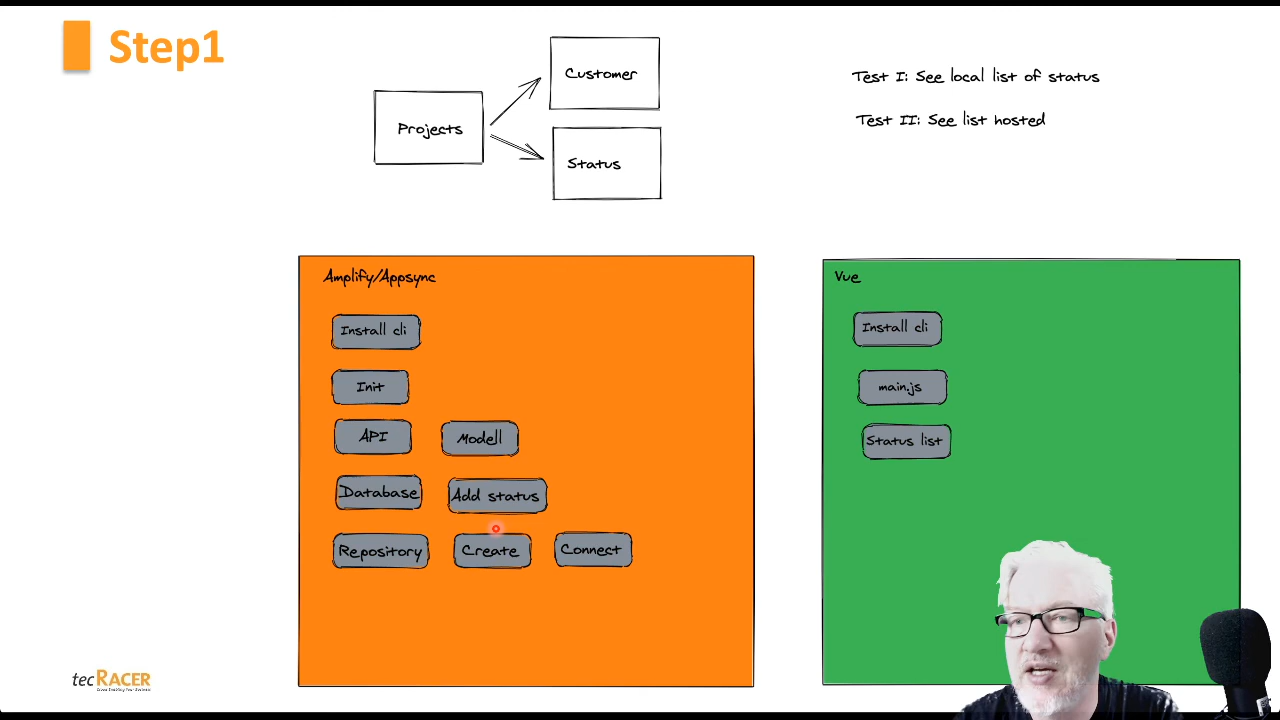 Step1
Customer
Projects
Status
Test I: See local list of status
Test II: See list hosted
Amplify/Appsync
Install cli
Init
API
Modell
Database
Add status
Repository
Create
Connect
Vue
Install cli
main.js
Status list
tecRACER